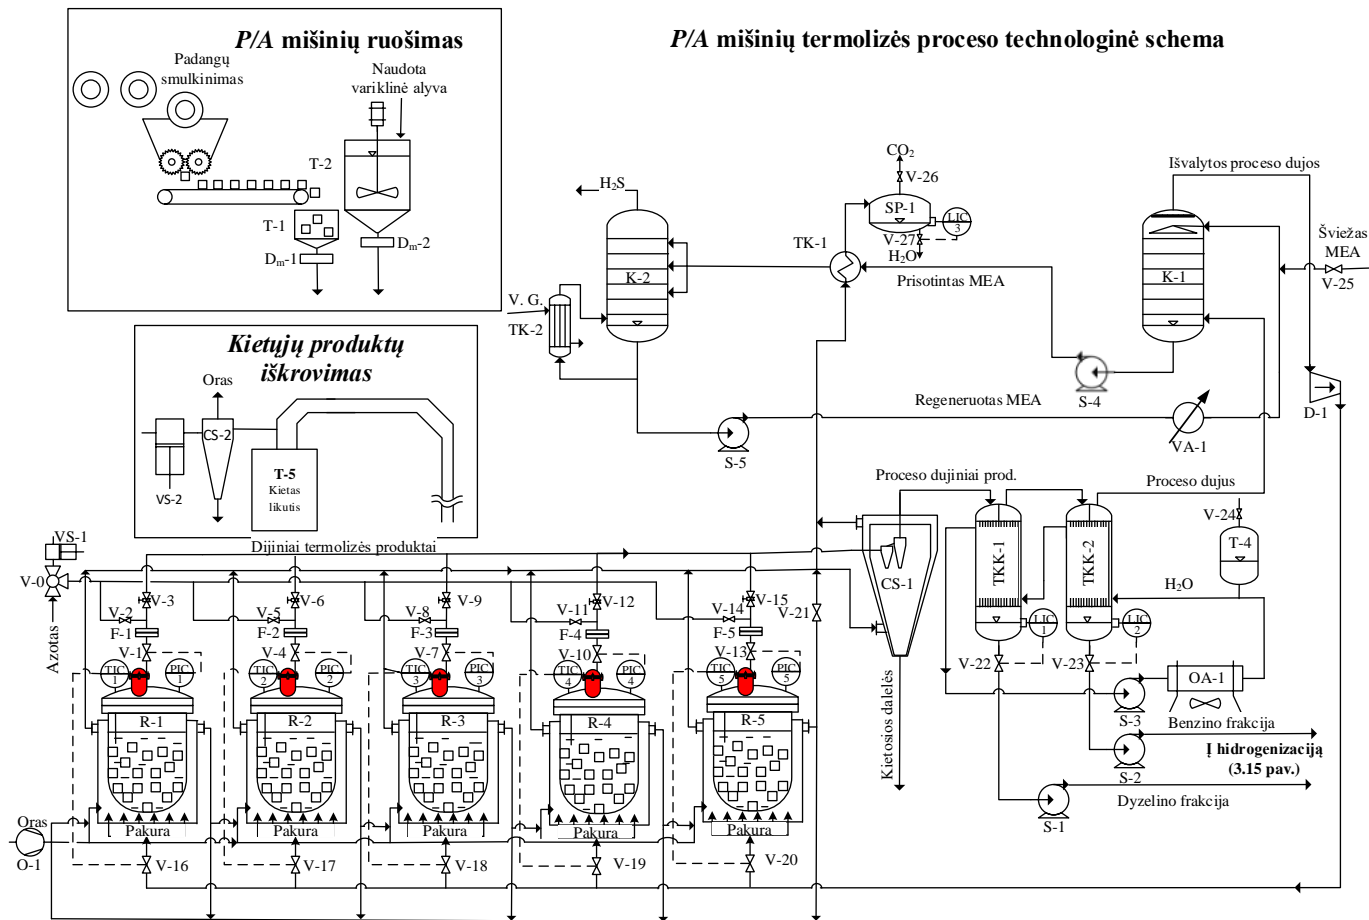 P/A mišinių ruošimas
P/A mišinių termolizės proceso technologinė schema
Padangų
smulkinimas
Naudota
variklinė alyva
T-2
T-1
Dm-2
Dm-1
CO2
V-26
Išvalytos proceso dujos
H2S
SP-1
LIC
3
V-27
H2O
TK-1
Prisotintas MEA
K-2
K-1
Šviežas
MEA
V-25
V. G.
TK-2
S-4
D-1
Regeneruotas MEA
S-5
VA-1
Kietųjų produktų
iškrovimas
Oras
CS-2
VS-2
T-5
Kietas
likutis
Proceso dujiniai prod.
Proceso dujus
V-24
T-4
H2O
TKK-1
TKK-2
CS-1
LIC
1
LIC
2
V-22
V-23
OA-1
S-3
Benzino frakcija
S-2
Į hidrogenizaciją
(3.15 pav.)
S-1
Dyzelino frakcija
Kietosios dalelės
V-21
VS-1
V-0
Azotas
Dijiniai termolizės produktai
V-3
V-6
V-9
V-12
V-15
V-2
V-5
V-8
V-11
V-14
F-1
F-2
F-3
F-4
F-5
V-1
V-4
V-7
V-10
V-13
TIC
1
PIC
1
TIC
2
PIC
2
TIC
3
PIC
3
TIC
4
PIC
4
TIC
5
PIC
5
R-1
R-2
R-3
R-4
R-5
Pakura
Pakura
Pakura
Pakura
Pakura
Oras
O-1
V-16
V-17
V-18
V-19
V-20